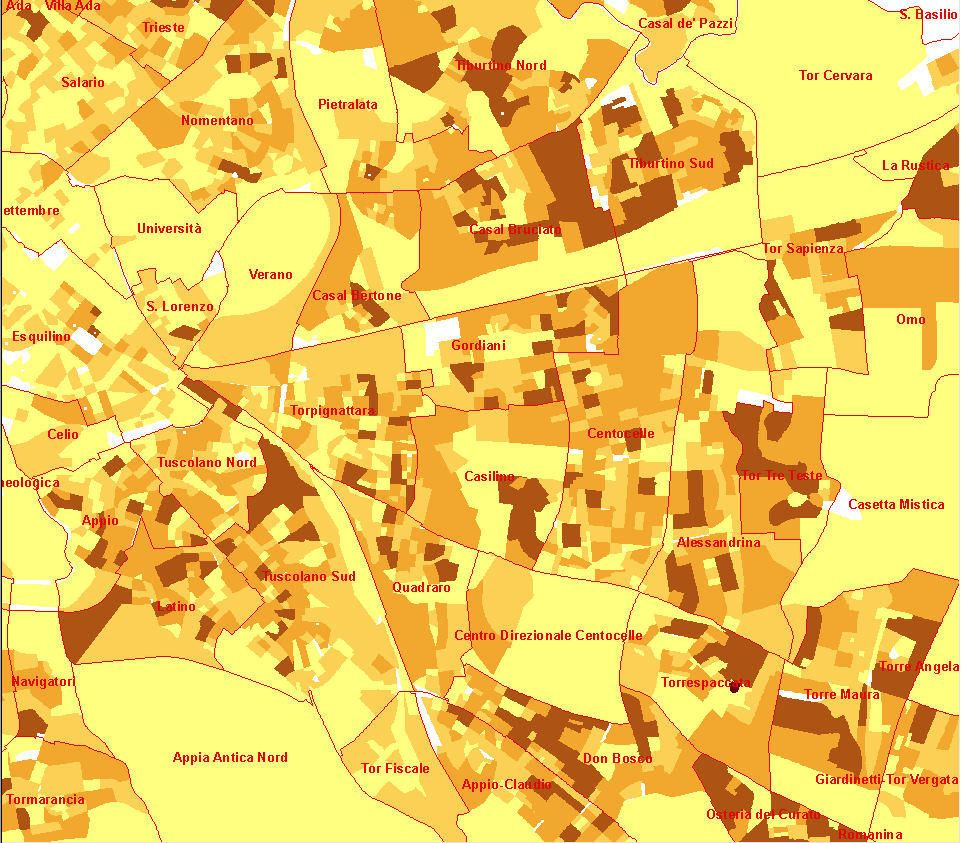 Ada Villa Ada
Trieste
Casal de' Pazzi
S. Basilio
Salario
Tiburtino Nord
Tor Cervara
Pietralata
Nomentano
Tiburtino Sud
La Rustica
ettembre
Università
Casal Bruciato
Tor Sapienza
Verano
Casal Bertone
S. Lorenzo
Omo
Esquilino
Gordiani
Torpignattara
Celio
Centocelle
Tuscolano Nord
Casilino
Tor Tre Teste
heologica
Casetta Mistica
Appio
Alessandrina
Tuscolano Sud
Quadraro
Latino
Centro Direzionale Centocelle
Torre Angela
Navigatori
Torrespaccata
Torre Maura
Appia Antica Nord
Don Bosco
Tor Fiscale
Giardinetti-Tor Vergata
Appio-Claudio
Tormarancia
Osteria del Curato
Romanina